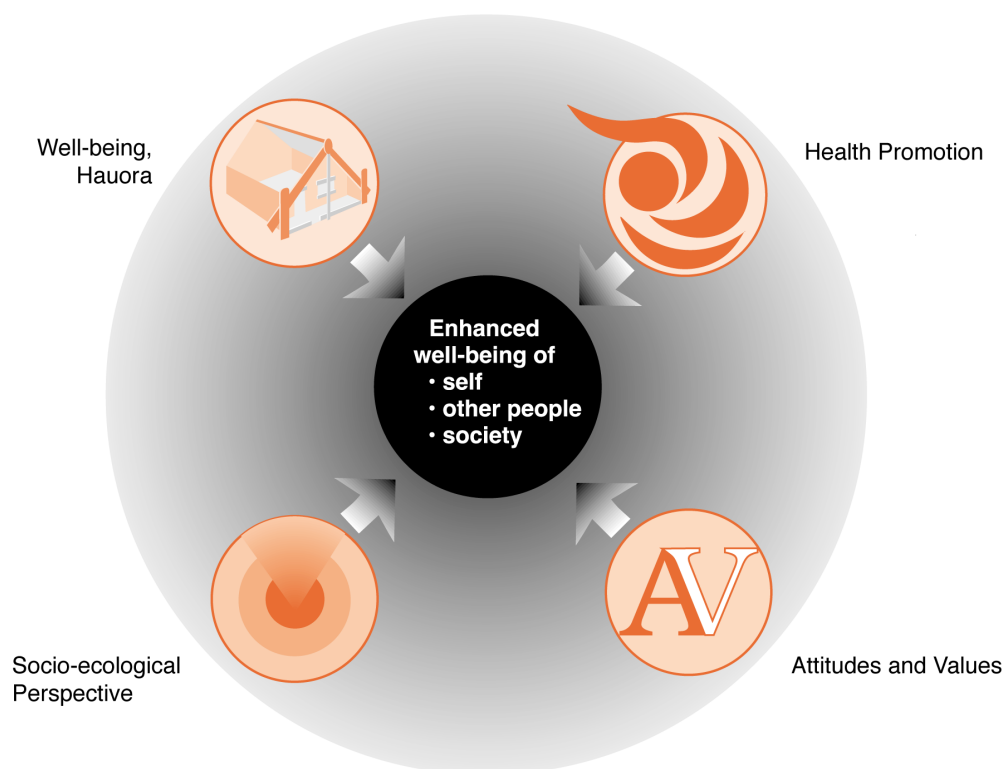 Well-being,
Hauora
Health Promotion
Enhanced
well-being of
• self
• other people
• society
Socio-ecological
Perspective
AV
Attitudes and Values